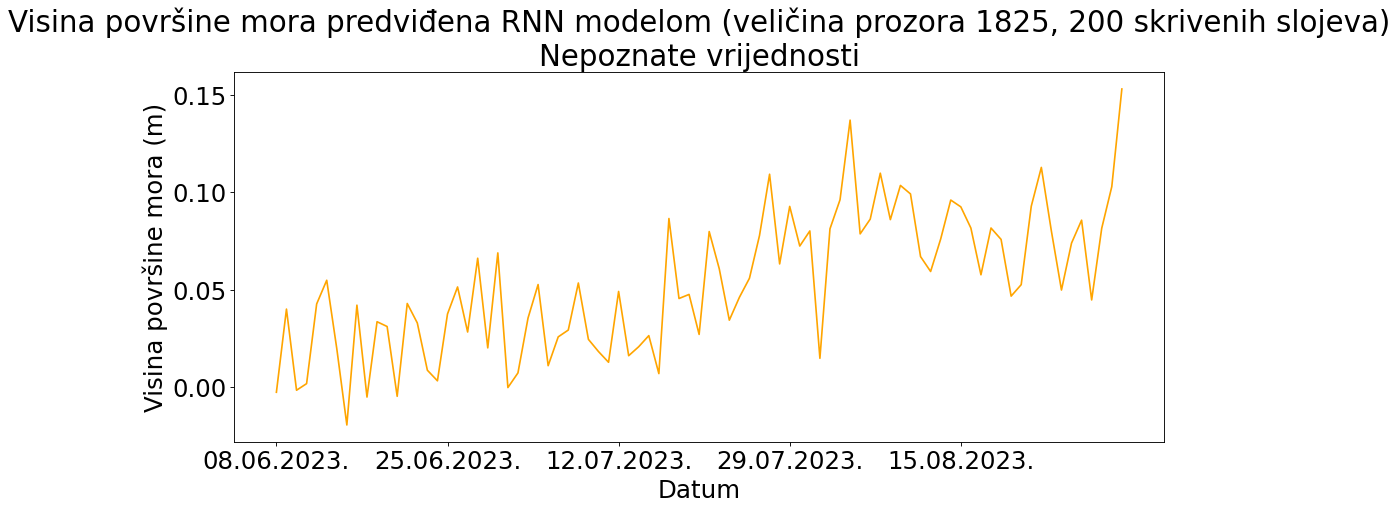 Visina površine mora predviđena RNN modelom (veličina prozora 1825, 200 skrivenih slojeva)
Nepoznate vrijednosti
Visina površine mora (m)
0.15
0.10
0.05
0.00
08.06.2023. 25.06.2023. 12.07.2023. 29.07.2023. 15.08.2023.
Datum